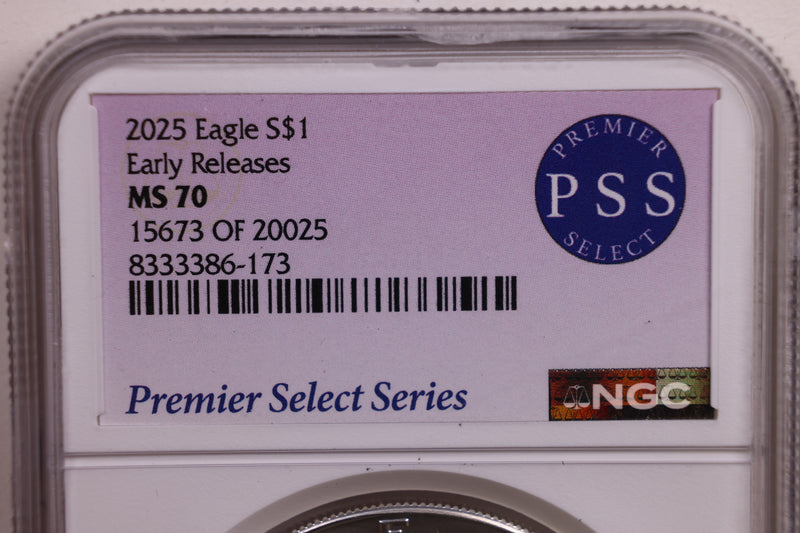 2025 Eagle S$1
Early Releases
MS 70
15673 OF 20025
8333386-173
PREMIER
PSS
SELECT
Premier Select Series
NGC